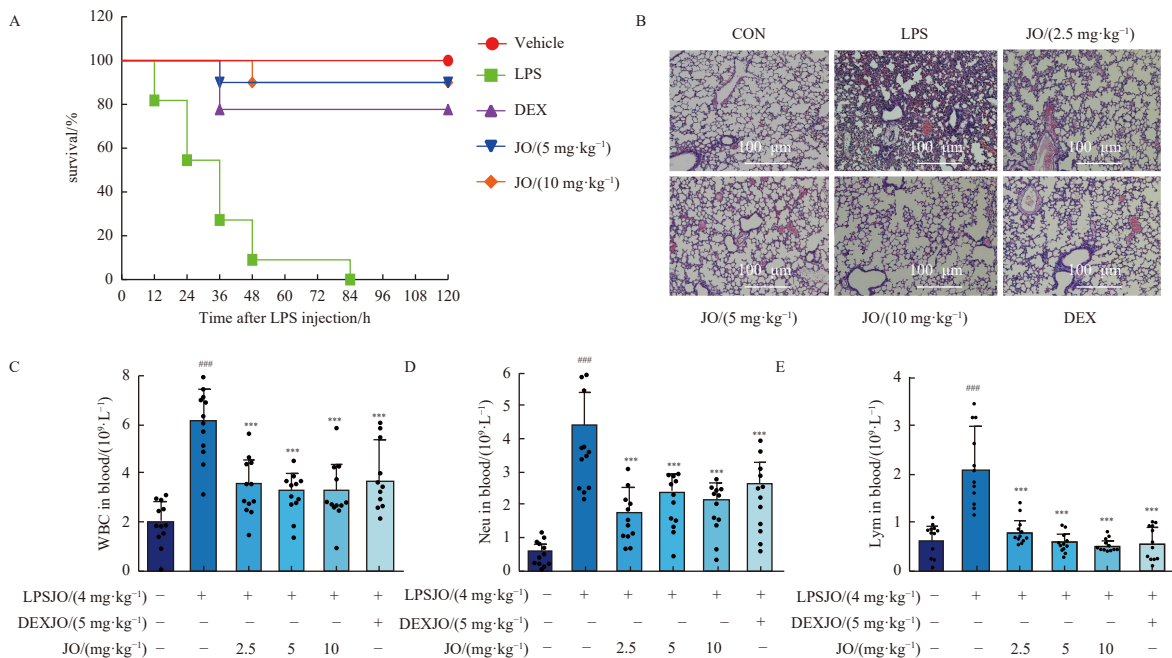 A
120
100
80
60
40
20
0
survival/%
0 12 24 36 48 60 72 84 96 108 120
Time after LPS injection/h
Vehicle
LPS
DEX
JO/(5 mg·kg⁻¹)
JO/(10 mg·kg⁻¹)
B
CON LPS JO/(2.5 mg·kg⁻¹)
100 μm 100 μm 100 μm
100 μm 100 μm 100 μm
JO/(5 mg·kg⁻¹) JO/(10 mg·kg⁻¹) DEX
C
WBC in blood/(10⁹·L⁻¹)
8
6
4
2
0
###
*** *** *** ***
LPSJO/(4 mg·kg⁻¹) − + + + + +
DEXJO/(5 mg·kg⁻¹) − − − − − +
JO/(mg·kg⁻¹) − − 2.5 5 10 −
D
Neu in blood/(10⁹·L⁻¹)
6
5
4
3
2
1
0
###
*** *** *** ***
LPSJO/(4 mg·kg⁻¹) − + + + + +
DEXJO/(5 mg·kg⁻¹) − − − − − +
JO/(mg·kg⁻¹) − − 2.5 5 10 −
E
Lym in blood/(10⁹·L⁻¹)
4
3
2
1
0
###
*** *** *** ***
LPSJO/(4 mg·kg⁻¹) − + + + + +
DEXJO/(5 mg·kg⁻¹) − − − − − +
JO/(mg·kg⁻¹) − − 2.5 5 10 −